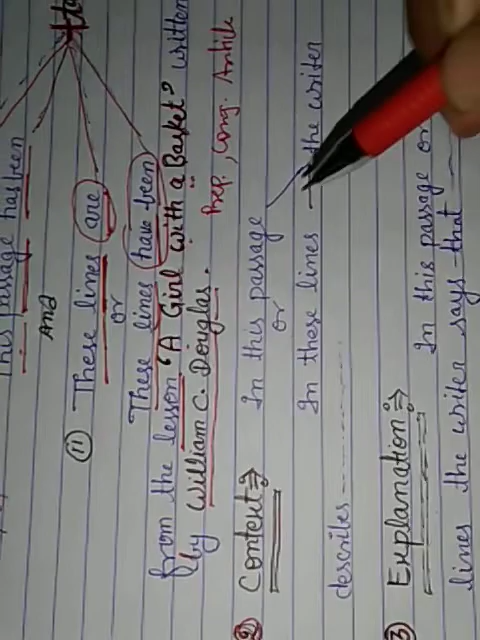 This passage has been
And
(ii) These lines are
or
These lines have been
from the lesson "A Girl with a Basket" written
by William C. Douglas. Prep., Conj. Article
② Content⇒ In this passage
or
In these lines the writer
describes
③ Explanation:⇒ In this passage or
lines the writer says that